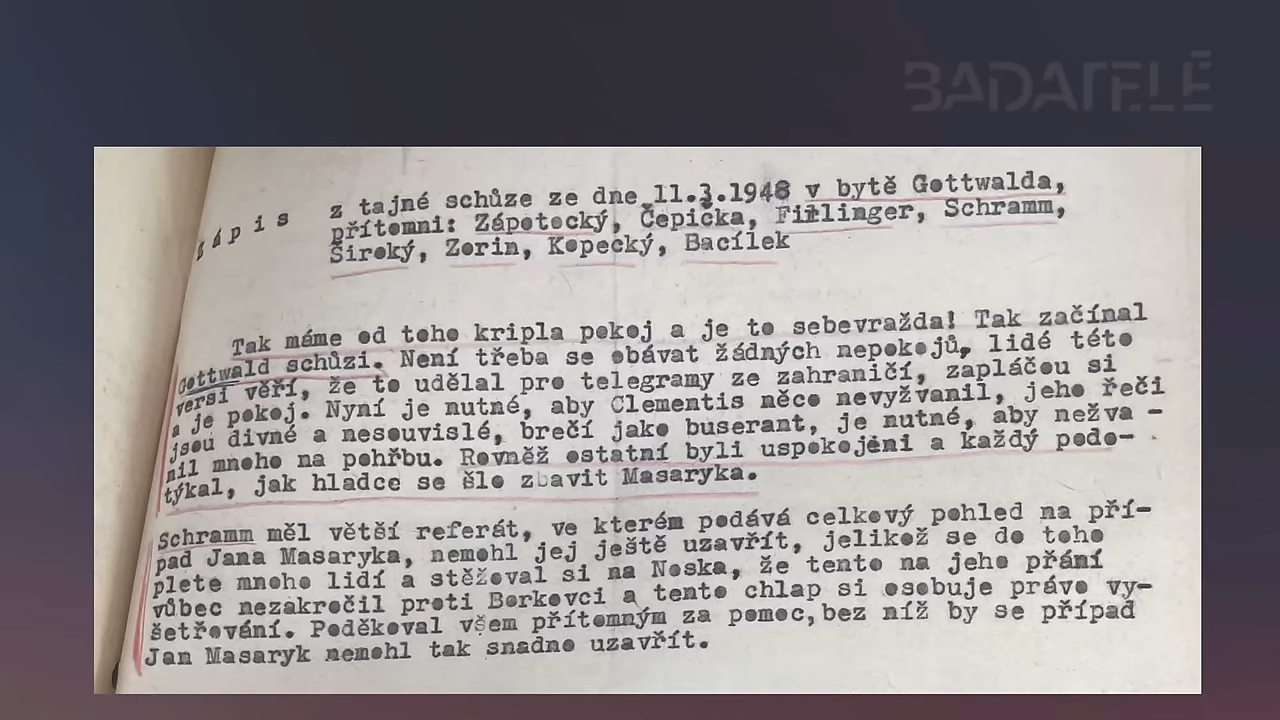 BADATELÉ
Zápis z tajné schůze ze dne 11.3.1948 v bytě Gottwalda,
přítomni: Zápotecký, Čepička, Fitlinger, Schramm,
Široký, Zorin, Kopecký, Bacílek
Tak máme od toho kripla pokoj a je to sebevražda! Tak začínal
Gottwald schůzi. Není třeba se obávat žádných nepokojů, lidé této
versi věří, že to udělal pro telegramy ze zahraničí, zapláčou si
a je pokoj. Nyní je nutné, aby Clementis něco nevyžvanil, jeho řeči
jsou divné a nesouvislé, brečí jako buserant, je nutné, aby nežva -
nil mnoho na pohřbu. Rovněž ostatní byli uspokojéni a každý podo-
týkal, jak hladce se šlo zbavit Masaryka.
Schramm měl větší referát, ve kterém podává celkový pohled na pří-
pad Jana Masaryka, nemohl jej ještě uzavřít, jelikož se do toho
plete mnoho lidí a stěžoval si na Noska, že tento na jeho přání
vůbec nezakročil proti Borkovci a tento chlap si osobuje právo vy-
šetřování. Poděkoval všem přítomným za pomoc,bez níž by se případ
Jan Masaryk nemohl tak snadno uzavřít.